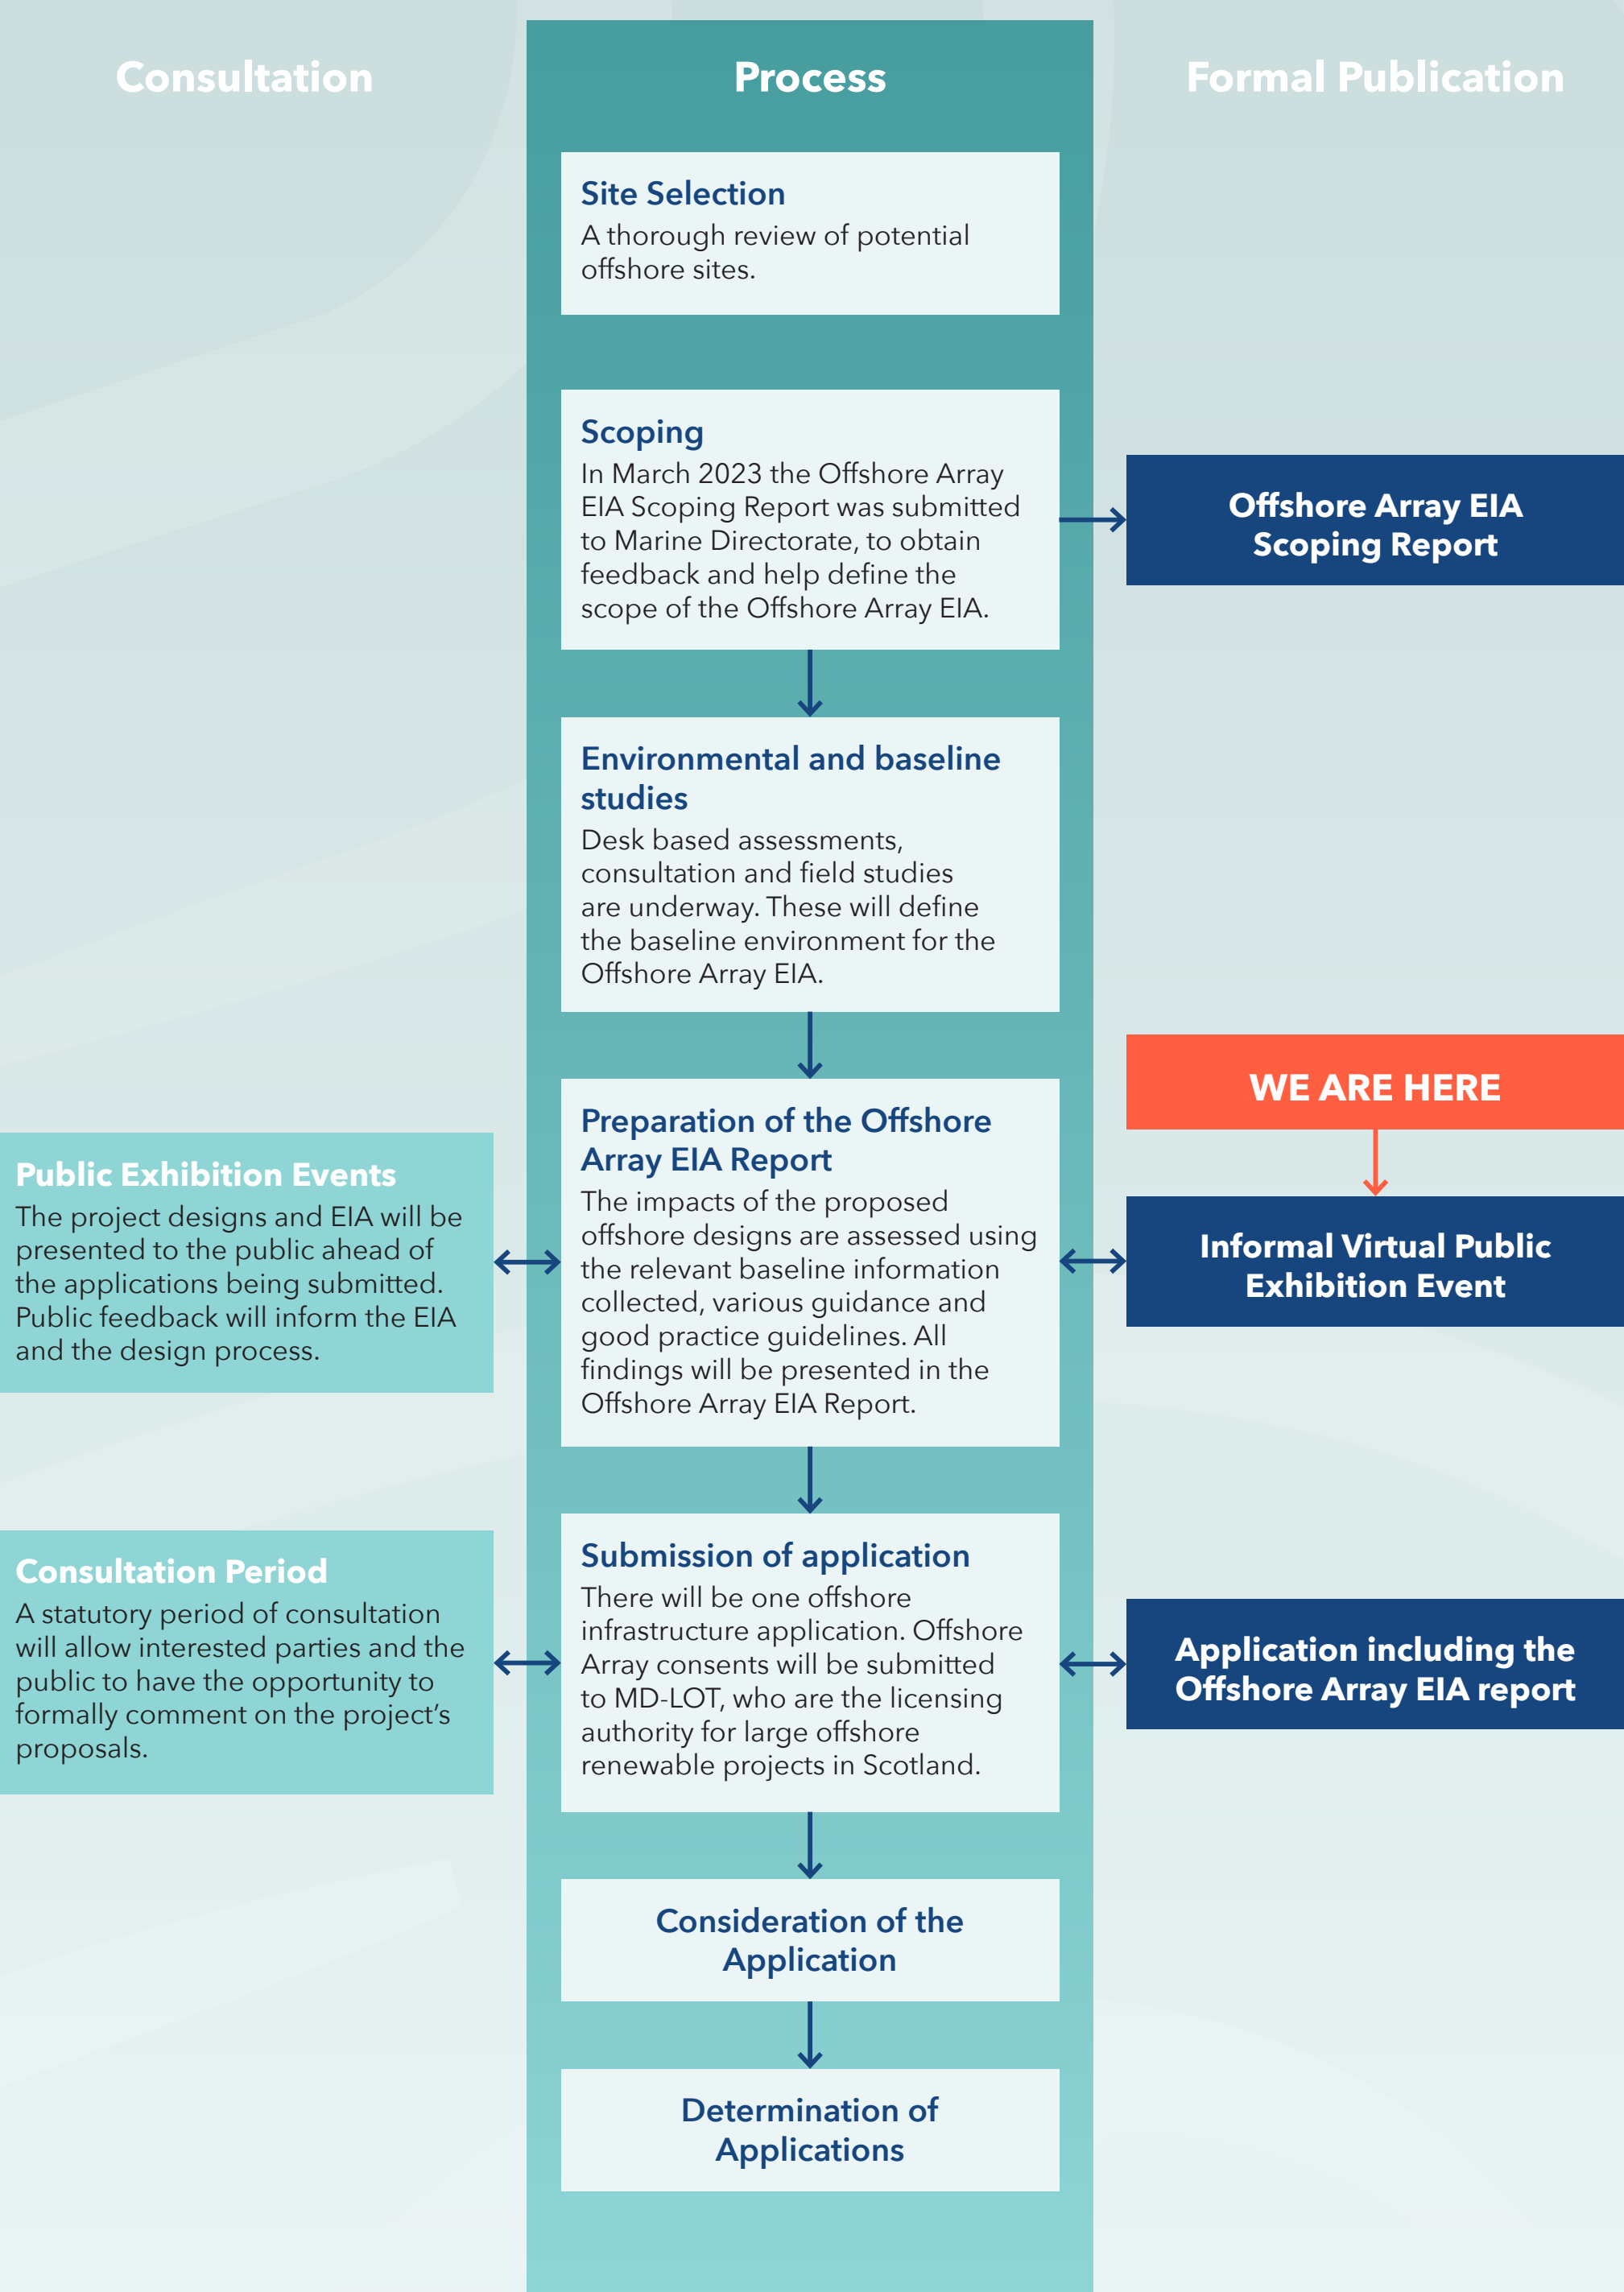 Consultation
Process
Formal Publication
Site Selection
A thorough review of potential
offshore sites.
Scoping
In March 2023 the Offshore Array
EIA Scoping Report was submitted
to Marine Directorate, to obtain
feedback and help define the
scope of the Offshore Array EIA.
Offshore Array EIA
Scoping Report
Environmental and baseline
studies
Desk based assessments,
consultation and field studies
are underway. These will define
the baseline environment for the
Offshore Array EIA.
WE ARE HERE
Public Exhibition Events
The project designs and EIA will be
presented to the public ahead of
the applications being submitted.
Public feedback will inform the EIA
and the design process.
Preparation of the Offshore
Array EIA Report
The impacts of the proposed
offshore designs are assessed using
the relevant baseline information
collected, various guidance and
good practice guidelines. All
findings will be presented in the
Offshore Array EIA Report.
Informal Virtual Public
Exhibition Event
Consultation Period
A statutory period of consultation
will allow interested parties and the
public to have the opportunity to
formally comment on the project’s
proposals.
Submission of application
There will be one offshore
infrastructure application. Offshore
Array consents will be submitted
to MD-LOT, who are the licensing
authority for large offshore
renewable projects in Scotland.
Application including the
Offshore Array EIA report
Consideration of the
Application
Determination of
Applications